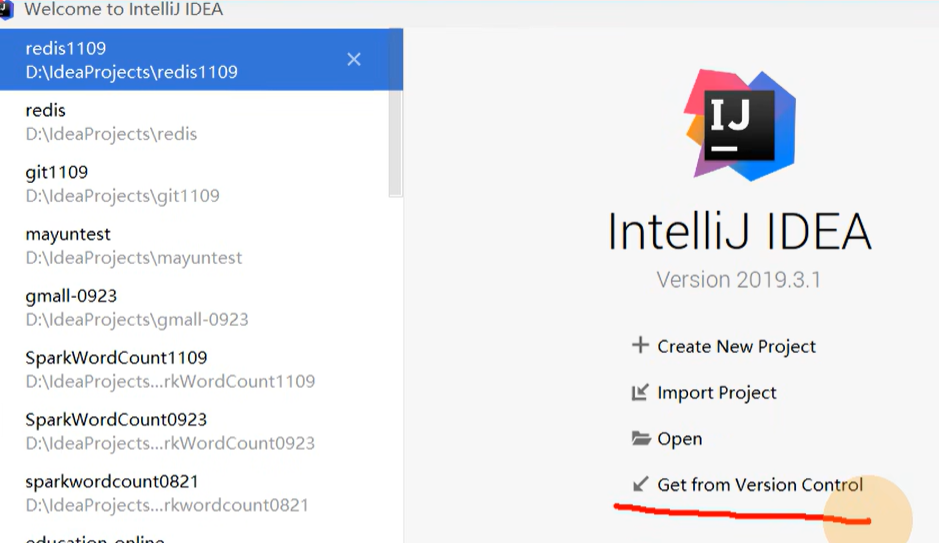 Welcome to IntelliJ IDEA
redis1109
D:\IdeaProjects\redis1109
redis
D:\IdeaProjects\redis
git1109
D:\IdeaProjects\git1109
mayuntest
D:\IdeaProjects\mayuntest
gmall-0923
D:\IdeaProjects\gmall-0923
SparkWordCount1109
D:\IdeaProjects...rkWordCount1109
SparkWordCount0923
D:\IdeaProjects...rkWordCount0923
sparkwordcount0821
D:\IdeaProjects...rkwordcount0821
education-online
IJ
IntelliJ IDEA
Version 2019.3.1
Create New Project
Import Project
Open
Get from Version Control